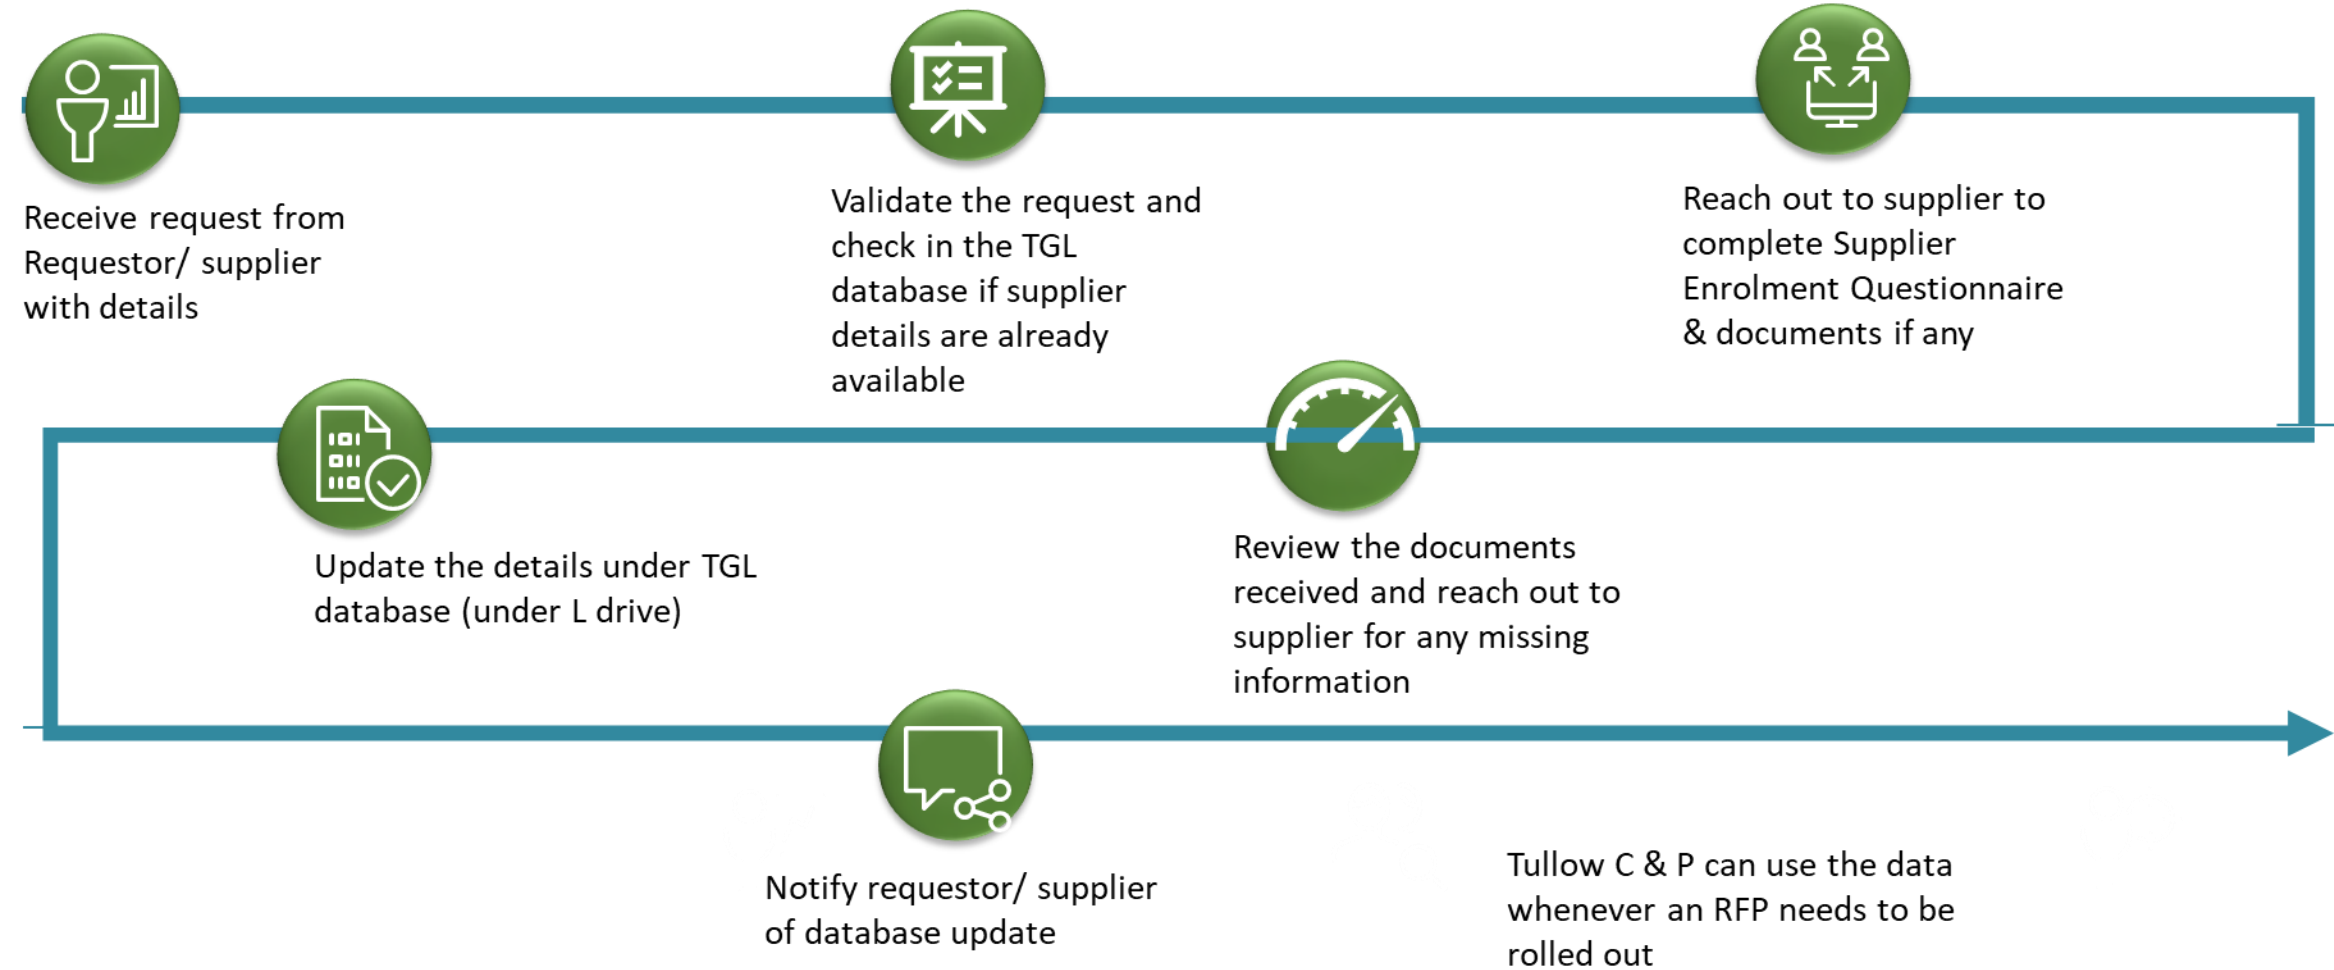 Receive request from
Requestor/ supplier
with details
Validate the request and
check in the TGL
database if supplier
details are already
available
Reach out to supplier to
complete Supplier
Enrolment Questionnaire
& documents if any
Review the documents
received and reach out to
supplier for any missing
information
Update the details under TGL
database (under L drive)
Notify requestor/ supplier
of database update
Tullow C & P can use the data
whenever an RFP needs to be
rolled out